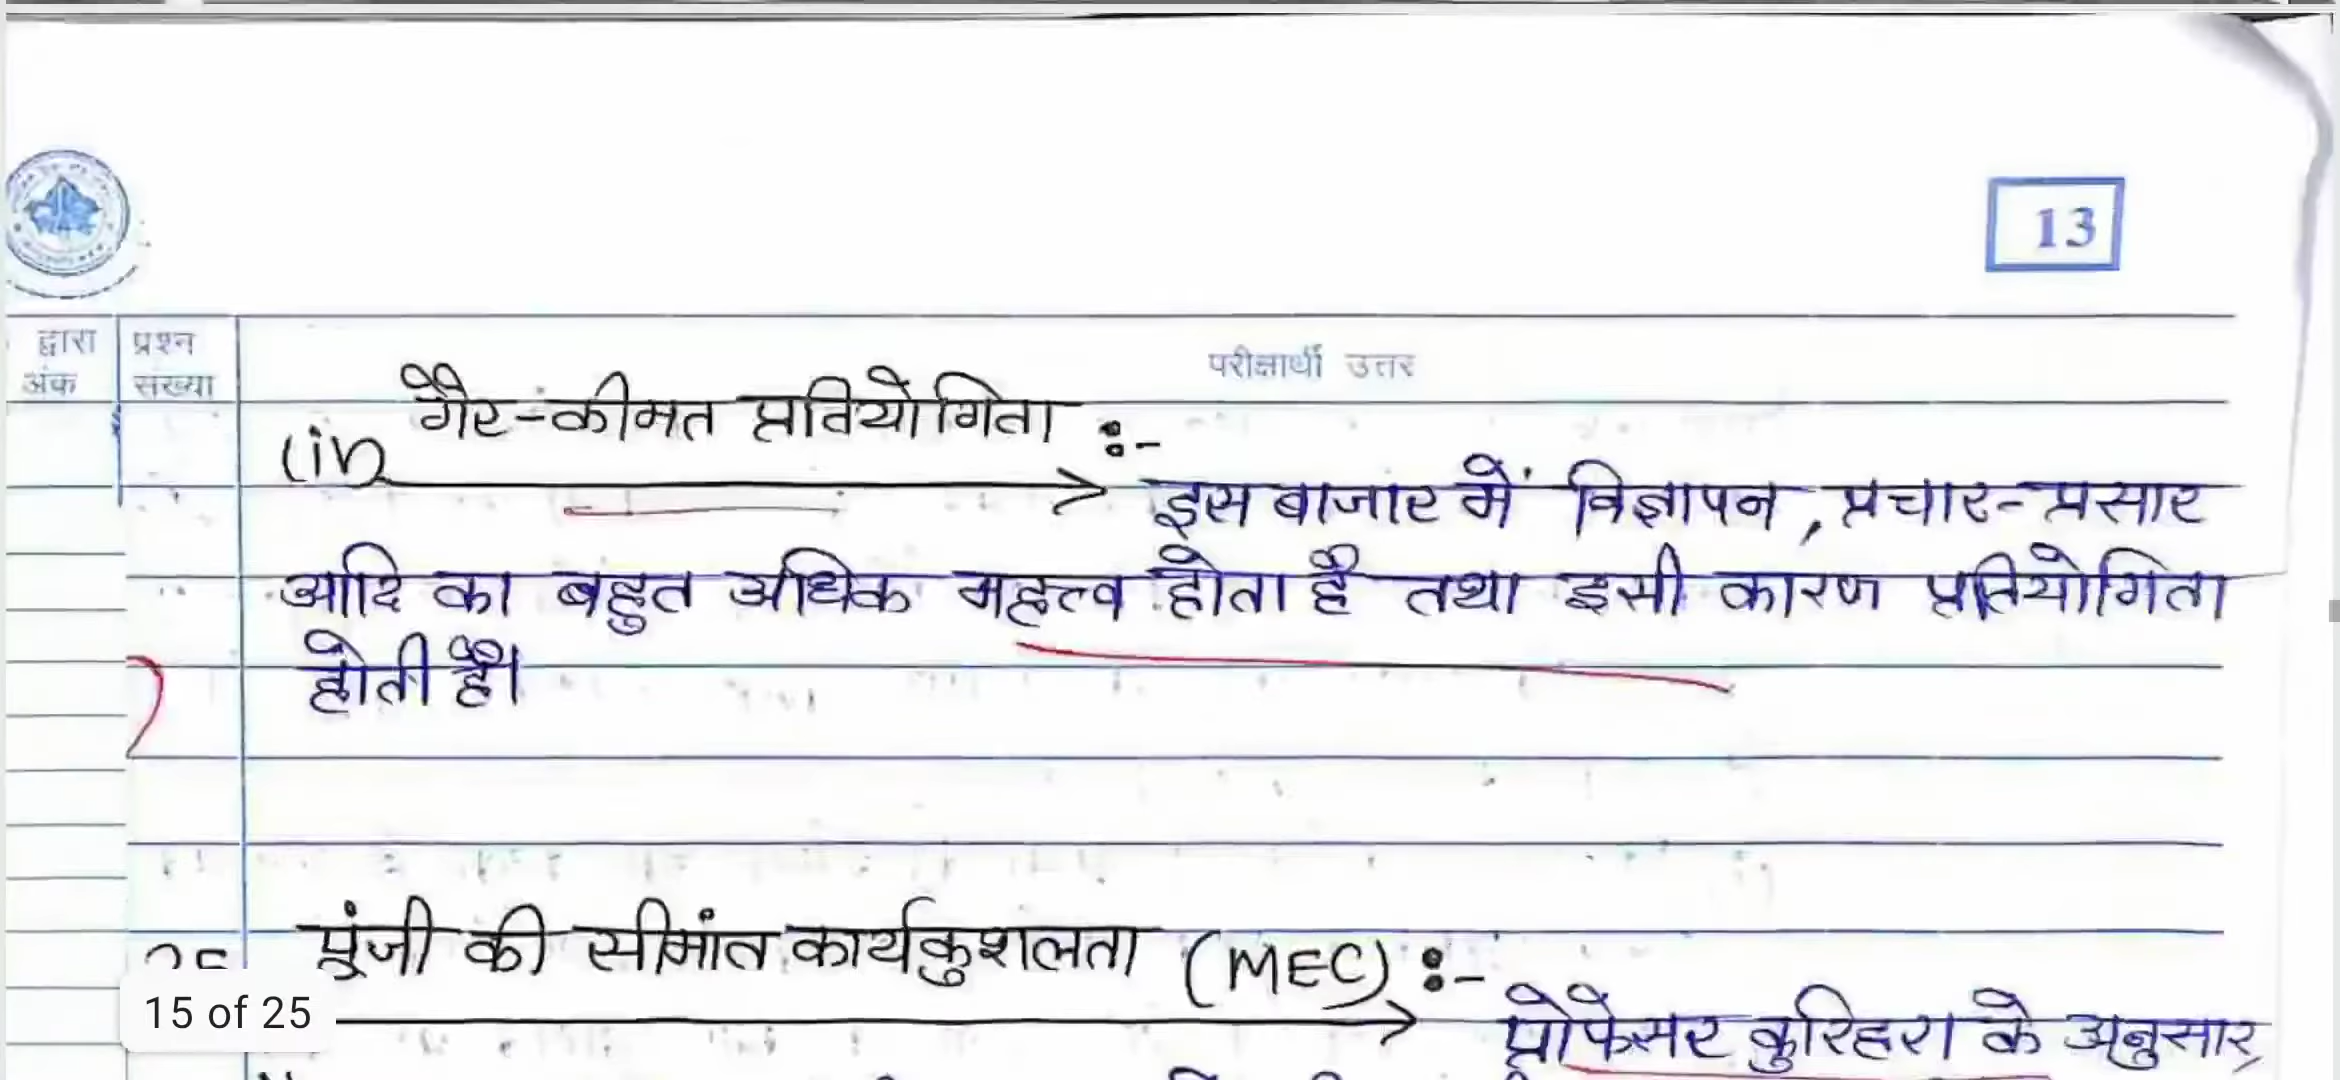 13
द्वारा प्रश्न
अंक संख्या
परीक्षार्थी उत्तर
(iv) गैर-कीमत प्रतियोगिता :-
इस बाजार में विज्ञापन, प्रचार-प्रसार
आदि का बहुत अधिक महत्त्व होता है तथा इसी कारण प्रतियोगिता
होती है।
पूंजी की सीमांत कार्यकुशलता (MEC) :-
15 of 25
प्रोफेसर कुरिहरा के अनुसार,